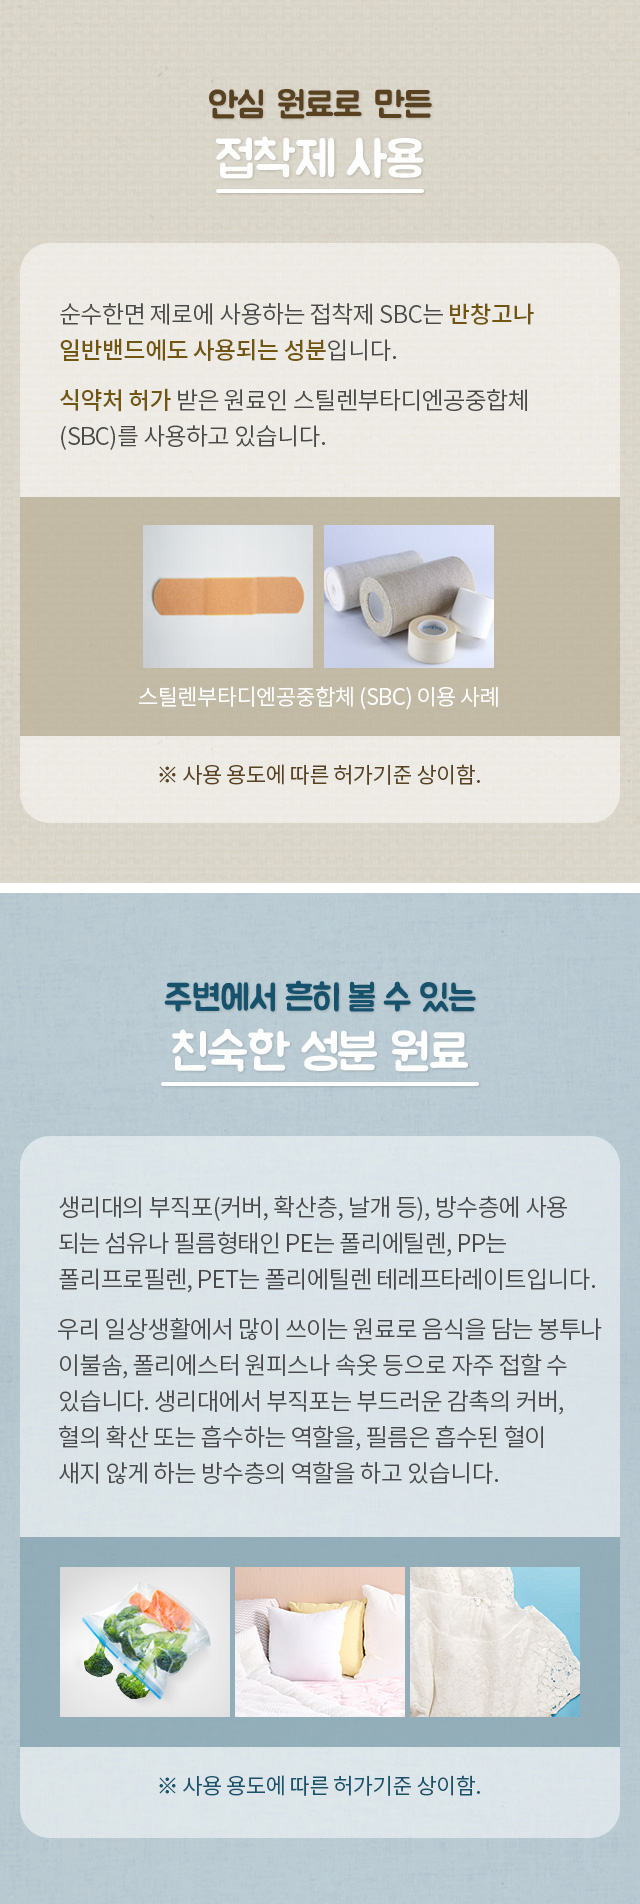 안심 원료로 만든
접착제 사용
순수한면 제로에 사용하는 접착제 SBC는 반창고나
일반밴드에도 사용되는 성분입니다.
식약처 허가 받은 원료인 스틸렌부타디엔공중합체
(SBC)를 사용하고 있습니다.
스틸렌부타디엔공중합체 (SBC) 이용 사례
※ 사용 용도에 따른 허가기준 상이함.
주변에서 흔히 볼 수 있는
친숙한 성분 원료
생리대의 부직포(커버, 확산층, 날개 등), 방수층에 사용
되는 섬유나 필름형태인 PE는 폴리에틸렌, PP는
폴리프로필렌, PET는 폴리에틸렌 테레프타레이트입니다.
우리 일상생활에서 많이 쓰이는 원료로 음식을 담는 봉투나
이불솜, 폴리에스터 원피스나 속옷 등으로 자주 접할 수
있습니다. 생리대에서 부직포는 부드러운 감촉의 커버,
혈의 확산 또는 흡수하는 역할을, 필름은 흡수된 혈이
새지 않게 하는 방수층의 역할을 하고 있습니다.
※ 사용 용도에 따른 허가기준 상이함.